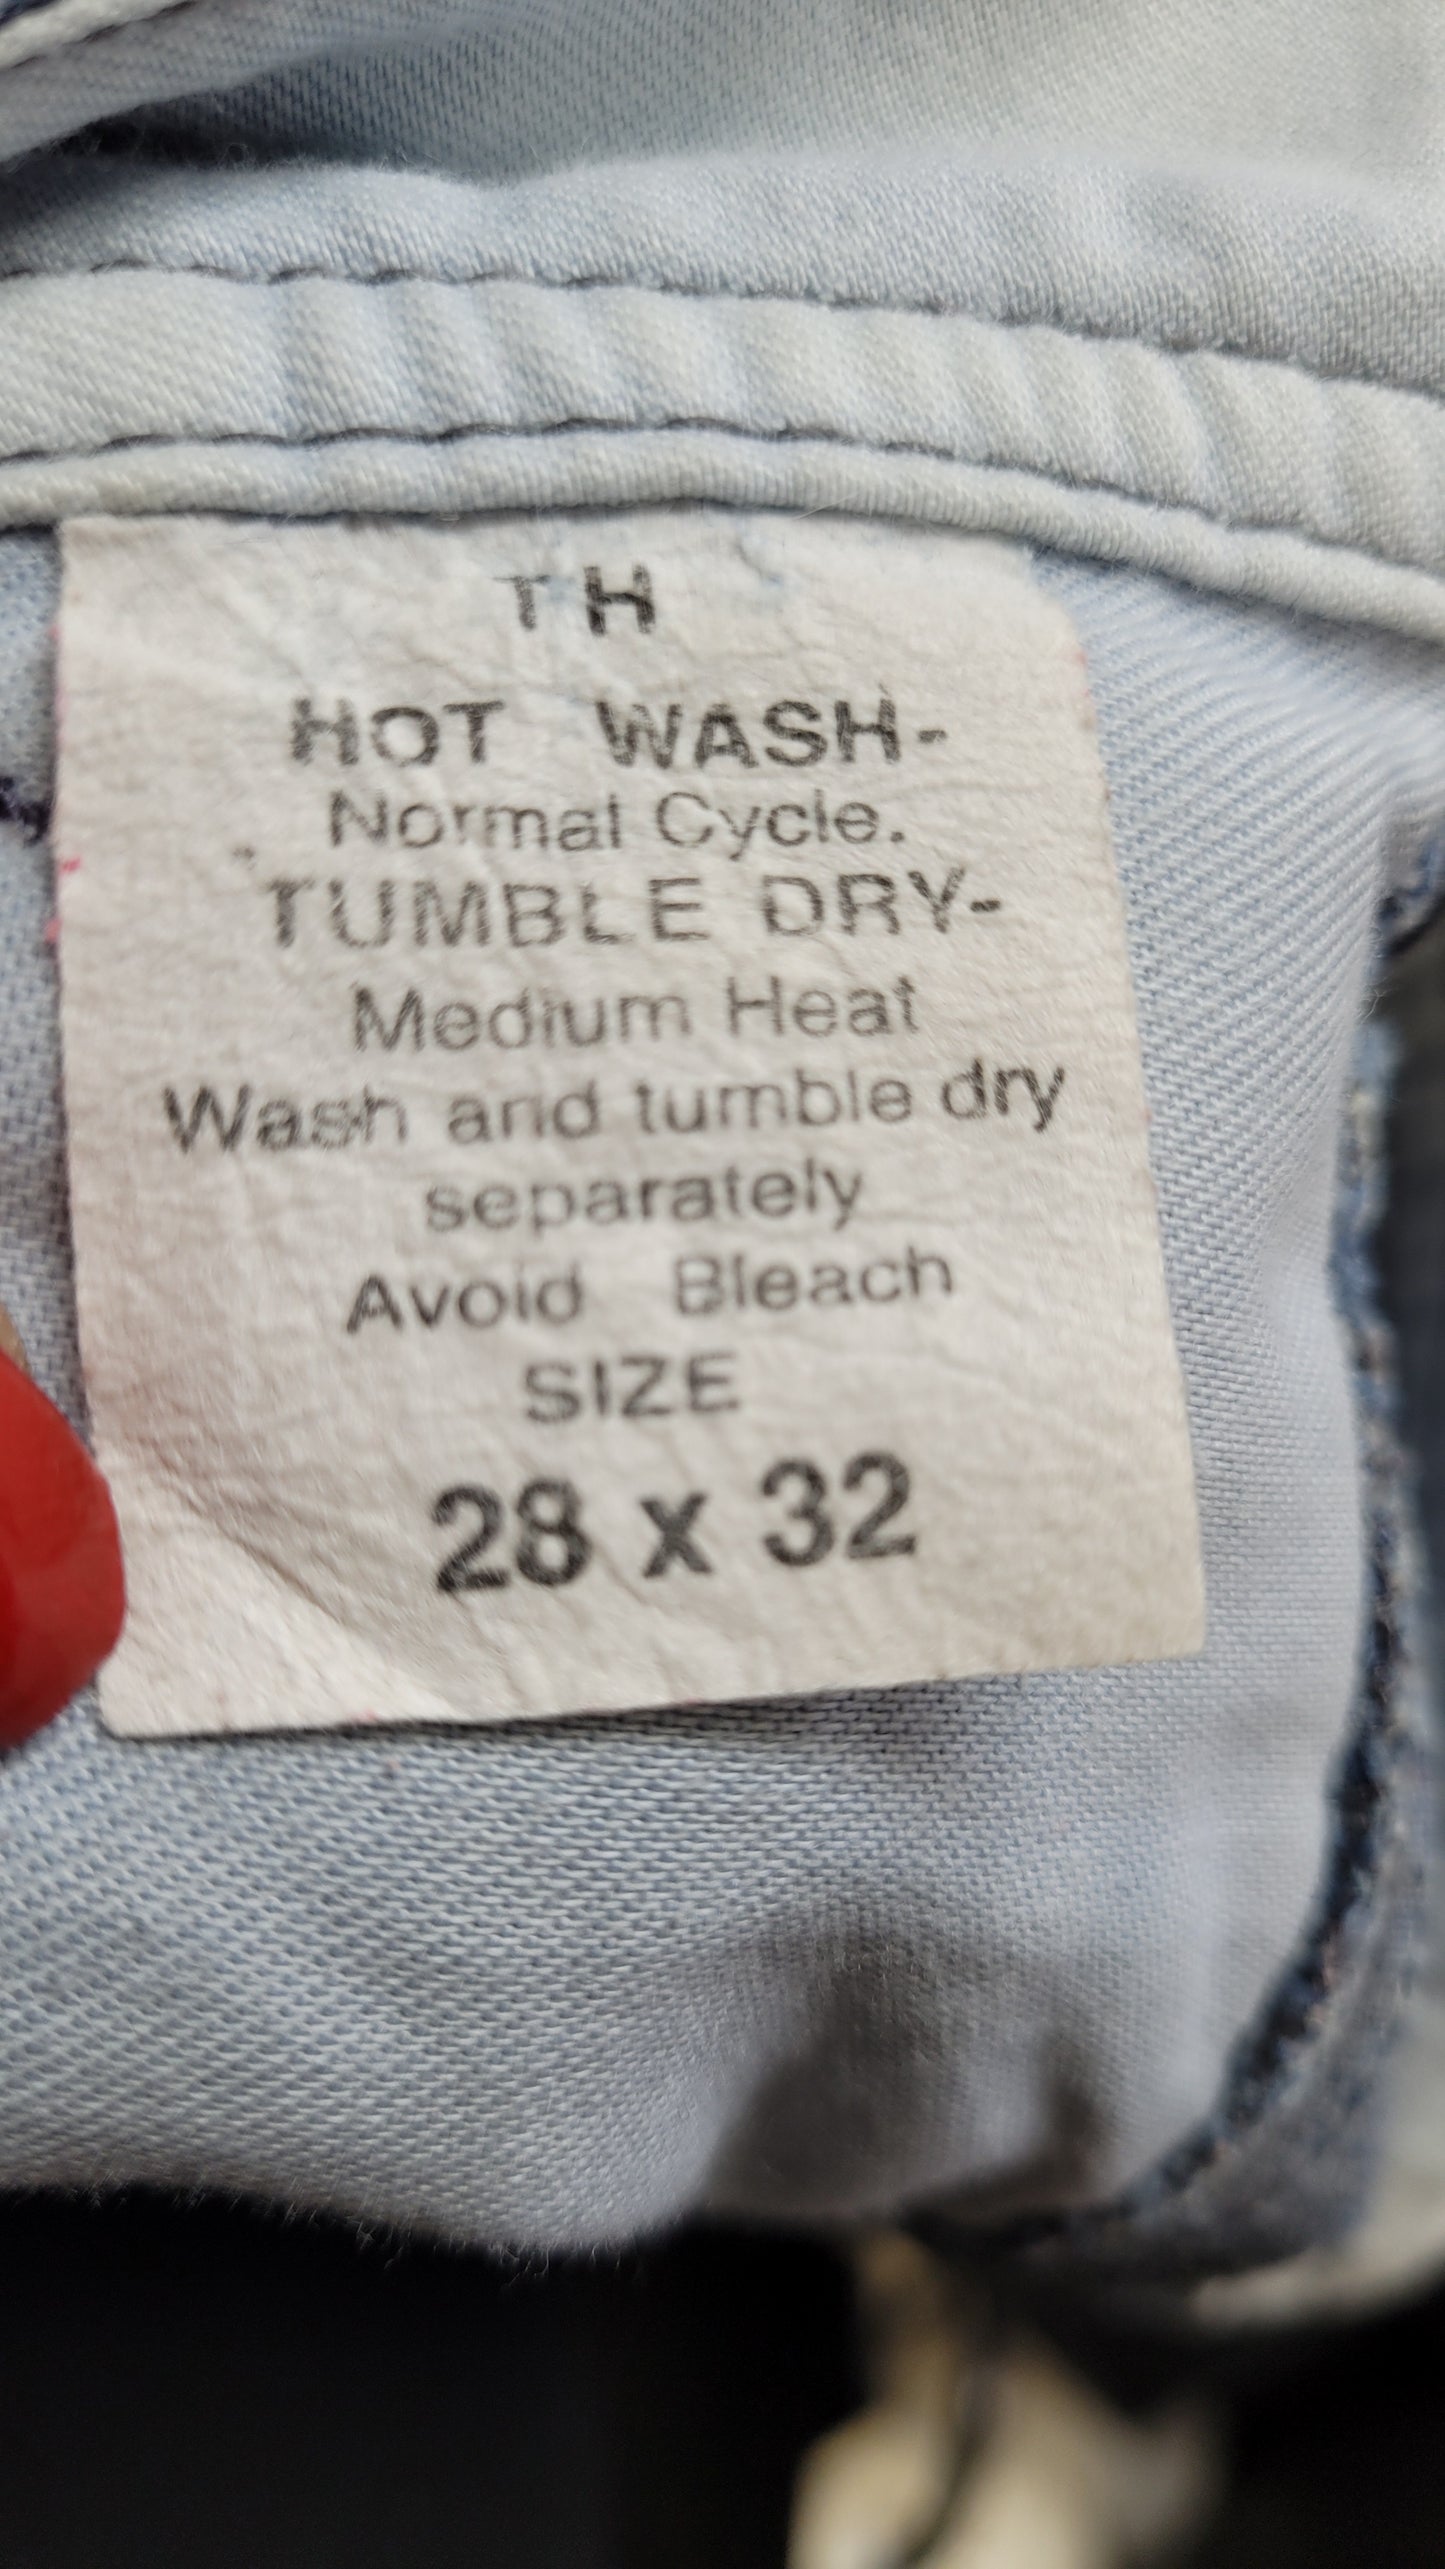 TH
HOT WASH-
Normal Cycle.
TUMBLE DRY-
Medium Heat
Wash and tumble dry
separately
Avoid Bleach
SIZE
28 x 32